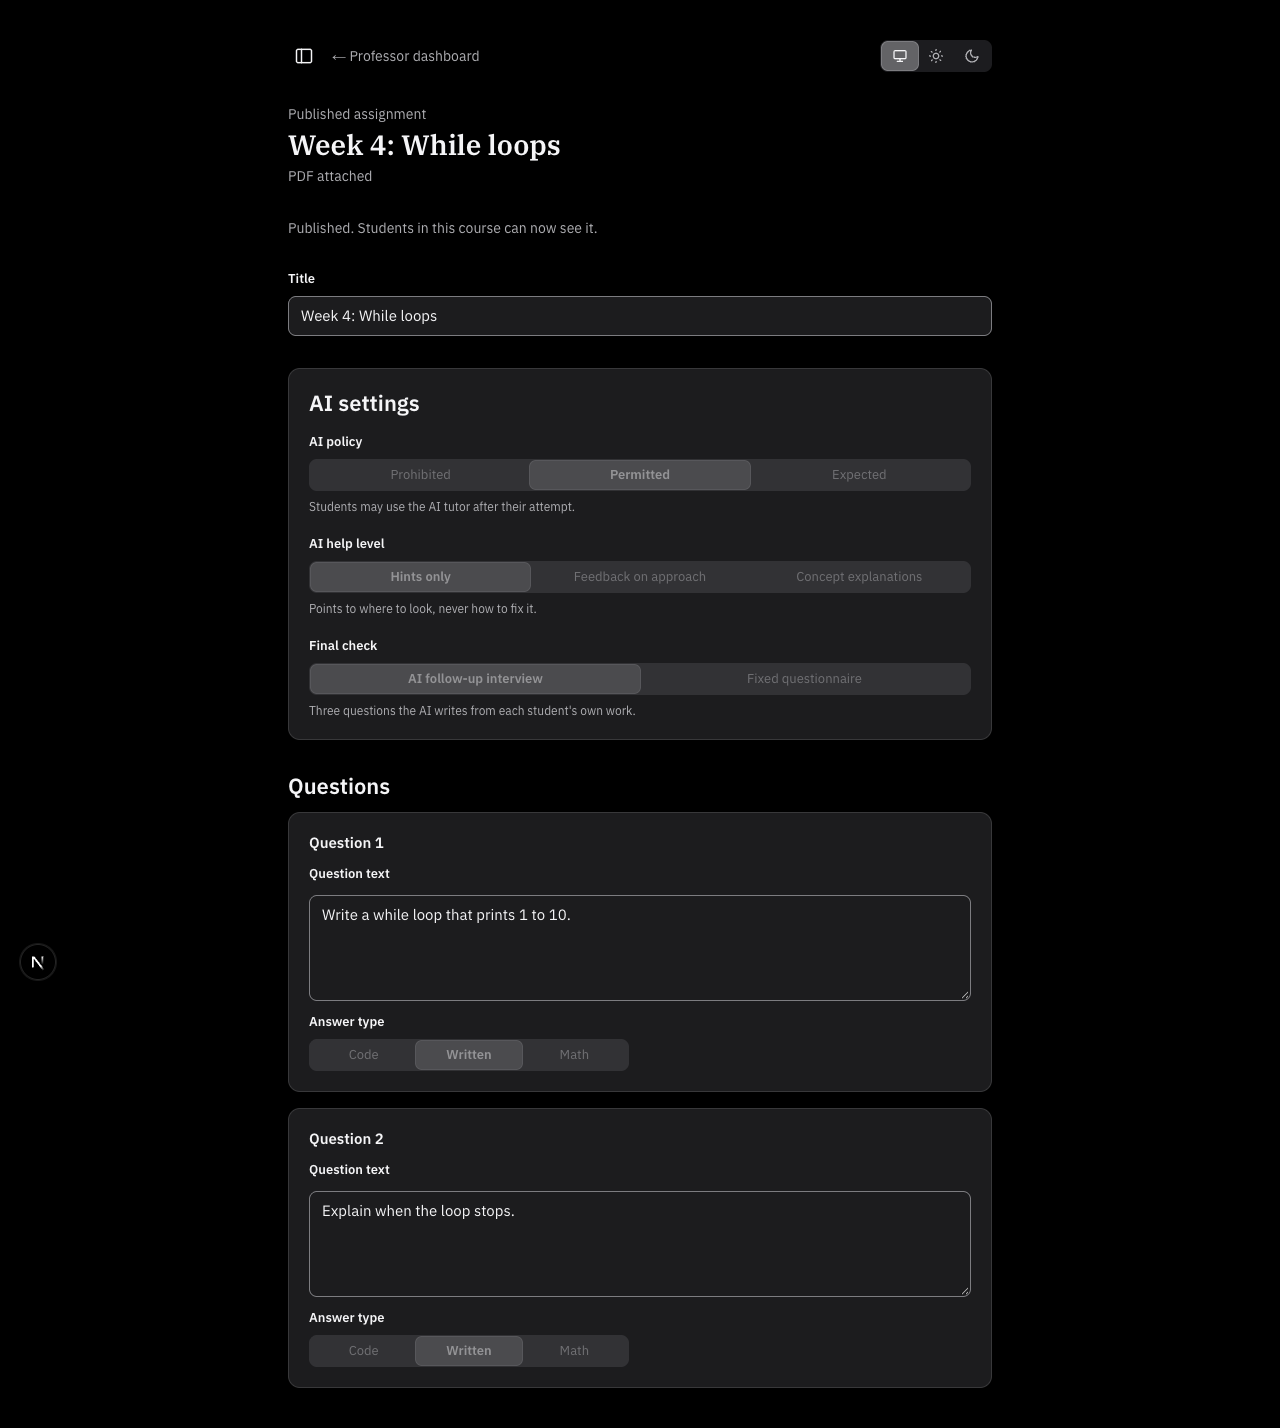 ← Professor dashboard
Published assignment
Week 4: While loops
PDF attached
Published. Students in this course can now see it.
Title
Week 4: While loops
AI settings
AI policy
Prohibited Permitted Expected
Students may use the AI tutor after their attempt.
AI help level
Hints only Feedback on approach Concept explanations
Points to where to look, never how to fix it.
Final check
AI follow-up interview Fixed questionnaire
Three questions the AI writes from each student's own work.
Questions
Question 1
Question text
Write a while loop that prints 1 to 10.
N
Answer type
Code Written Math
Question 2
Question text
Explain when the loop stops.
Answer type
Code Written Math